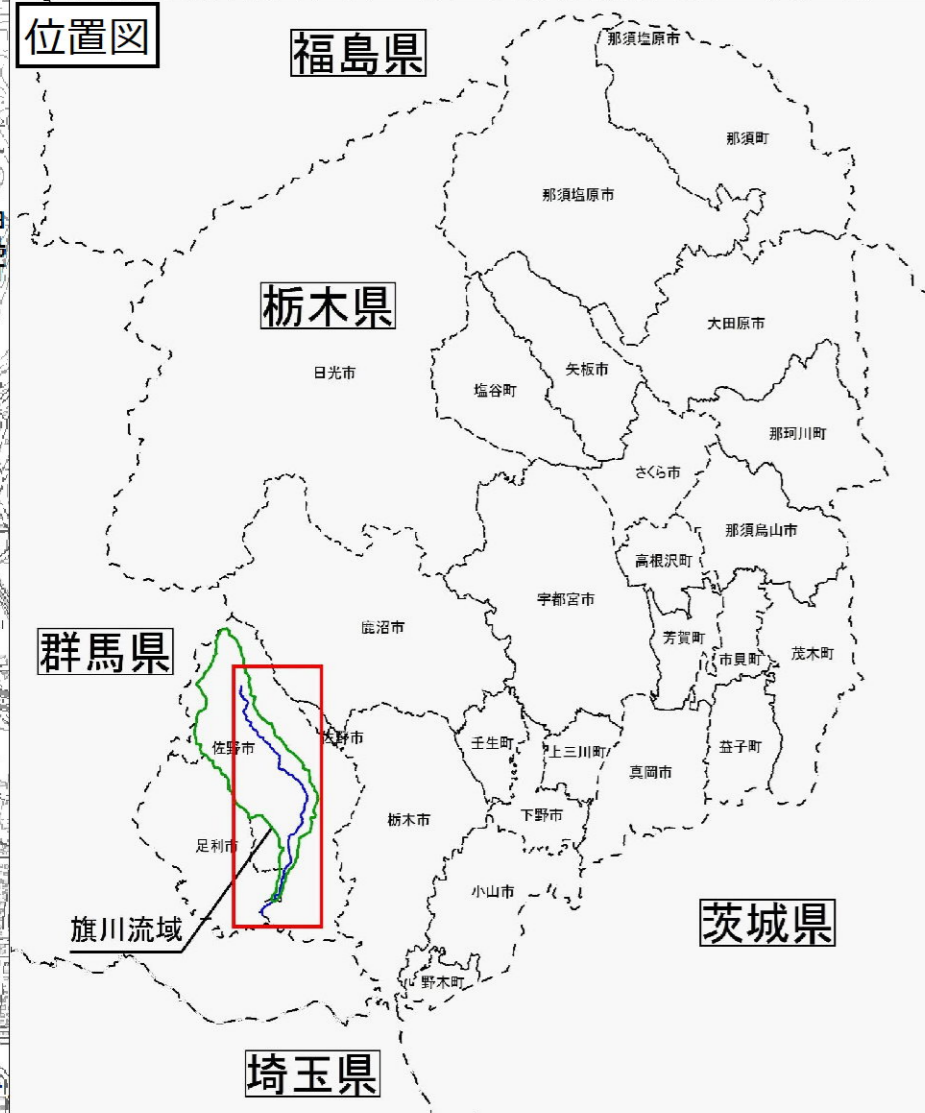 位置図
福島県
那須塩原市
那須町
那須塩原市
栃木県
大田原市
日光市
矢板市
塩谷町
那珂川町
さくら市
那須烏山市
高根沢町
宇都宮市
鹿沼市
芳賀町
群馬県
市貝町
茂木町
佐野市
佐野市
壬生町
上三川町
益子町
真岡市
栃木市
下野市
足利市
小山市
旗川流域
茨城県
野木町
埼玉県